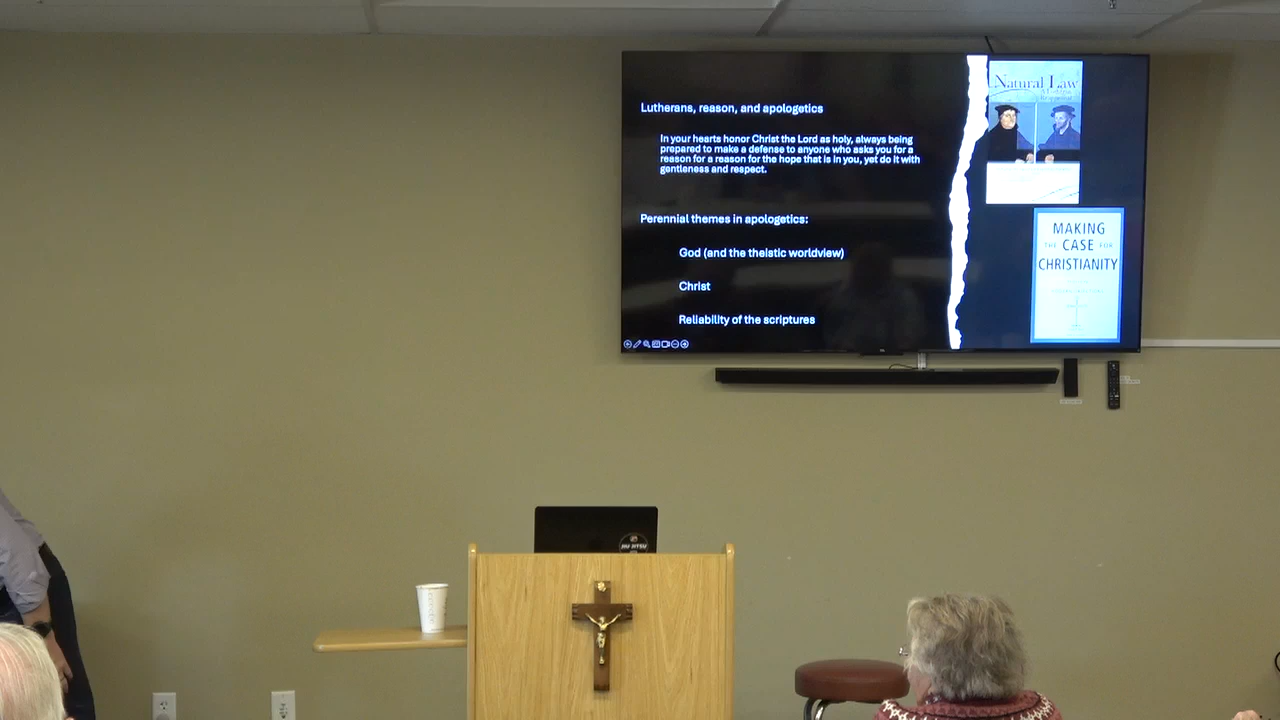 Lutherans, reason, and apologetics
In your hearts honor Christ the Lord as holy, always being
prepared to make a defense to anyone who asks you for a
reason for a reason for the hope that is in you, yet do it with
gentleness and respect.
Perennial themes in apologetics:
God (and the theistic worldview)
Christ
Reliability of the scriptures
Natural Law
MAKING
THE CASE FOR
CHRISTIANITY
JIU JITSU